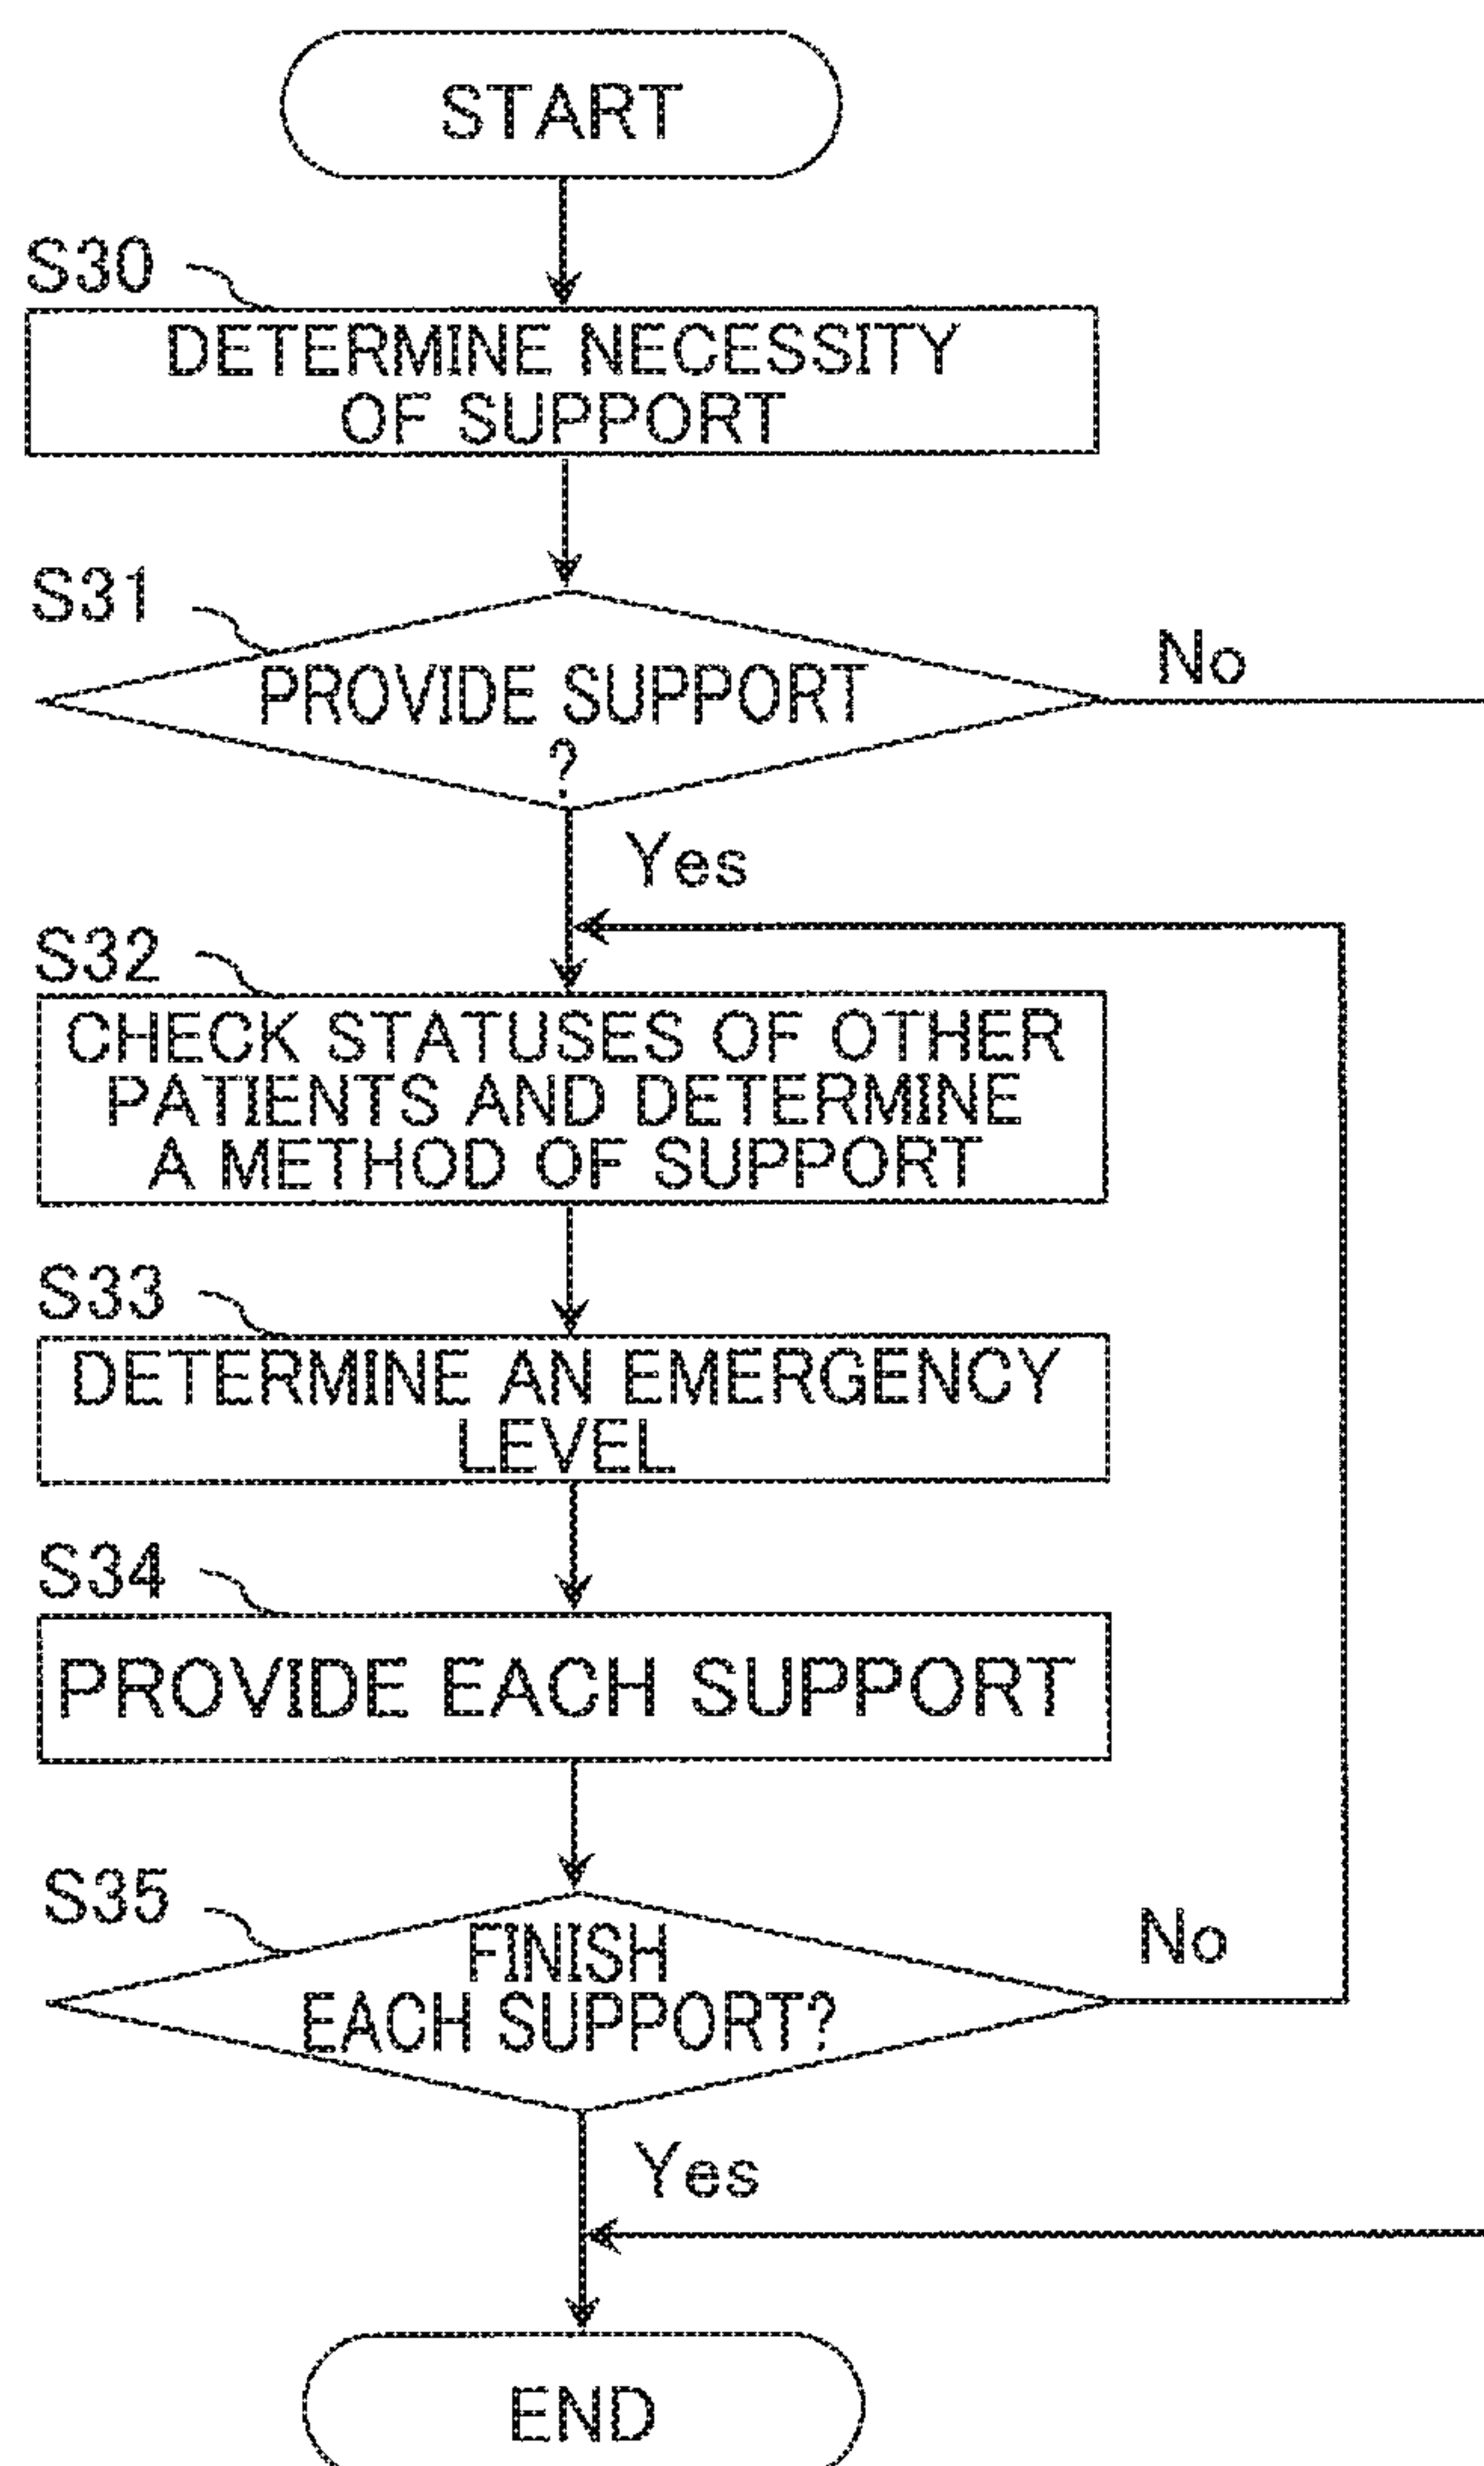 START
S30
DETERMINE NECESSITY
OF SUPPORT
S31
PROVIDE SUPPORT
?
No
Yes
S32
CHECK STATUSES OF OTHER
PATIENTS AND DETERMINE
A METHOD OF SUPPORT
S33
DETERMINE AN EMERGENCY
LEVEL
S34
PROVIDE EACH SUPPORT
S35
FINISH
EACH SUPPORT?
No
Yes
END